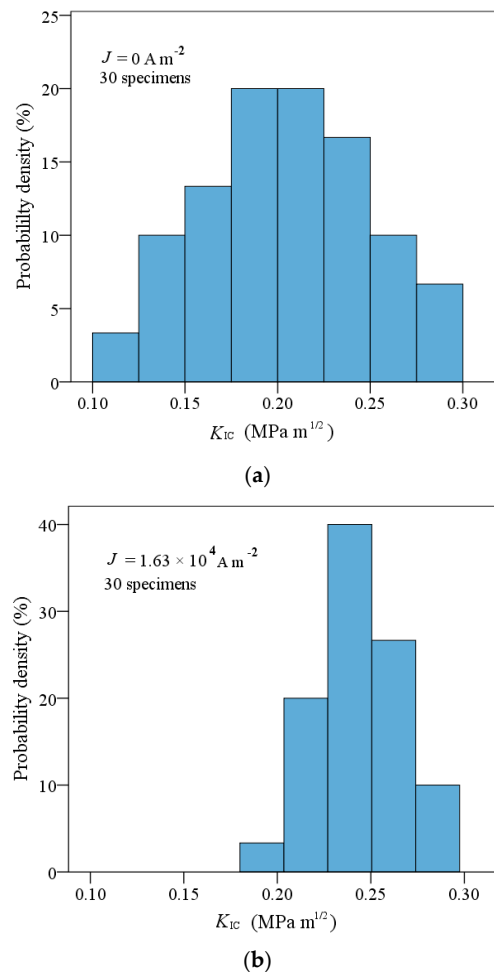 25
J = 0 A m-2
30 specimens
20
15
10
5
0
Probabililty density (%)
0.10 0.15 0.20 0.25 0.30
KIC (MPa m1/2)
(a)
40
J = 1.63 × 104 A m-2
30 specimens
30
20
10
0
Probability density (%)
0.10 0.15 0.20 0.25 0.30
KIC (MPa m1/2)
(b)